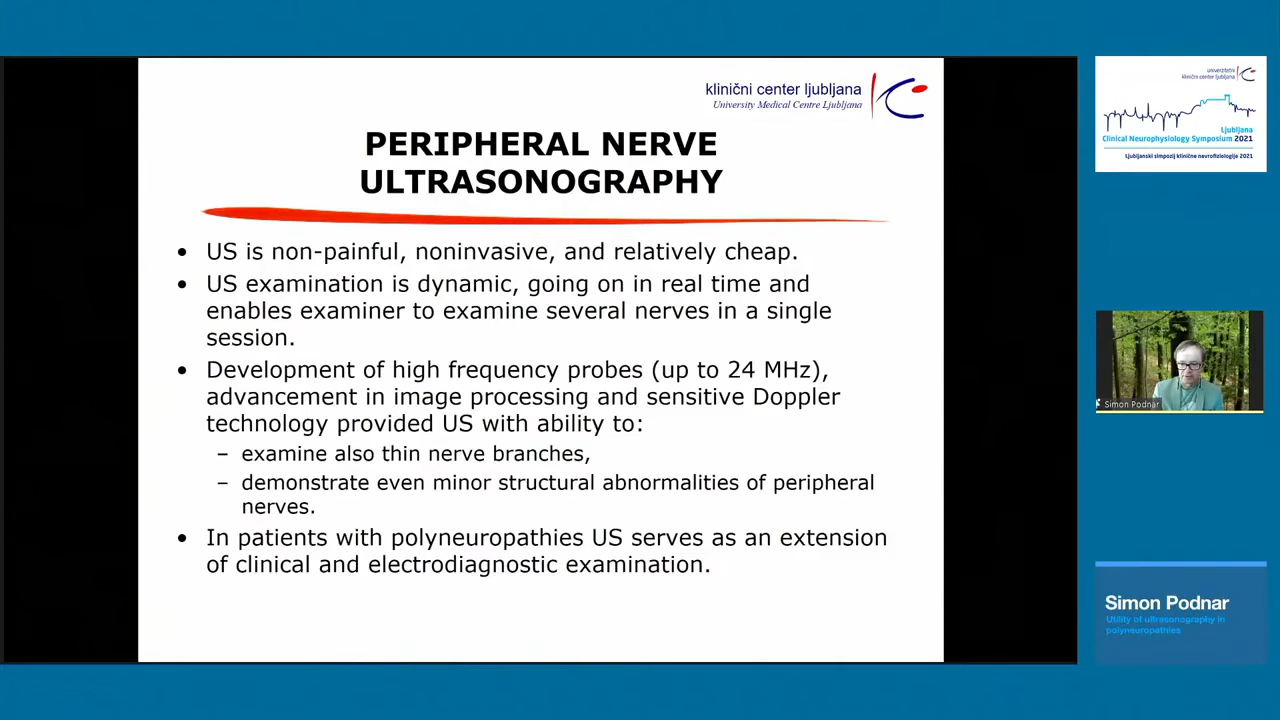 klinični center ljubljana
University Medical Centre Ljubljana
PERIPHERAL NERVE
ULTRASONOGRAPHY
• US is non-painful, noninvasive, and relatively cheap.
• US examination is dynamic, going on in real time and
enables examiner to examine several nerves in a single
session.
• Development of high frequency probes (up to 24 MHz),
advancement in image processing and sensitive Doppler
technology provided US with ability to:
– examine also thin nerve branches,
– demonstrate even minor structural abnormalities of peripheral
nerves.
• In patients with polyneuropathies US serves as an extension
of clinical and electrodiagnostic examination.
univerzitetni
klinični center ljubljana
Ljubljana
Clinical Neurophysiology Symposium 2021
Ljubljanski simpozij klinične nevrofiziologije 2021
Simon Podnar
Simon Podnar
Utility of ultrasonography in
polyneuropathies